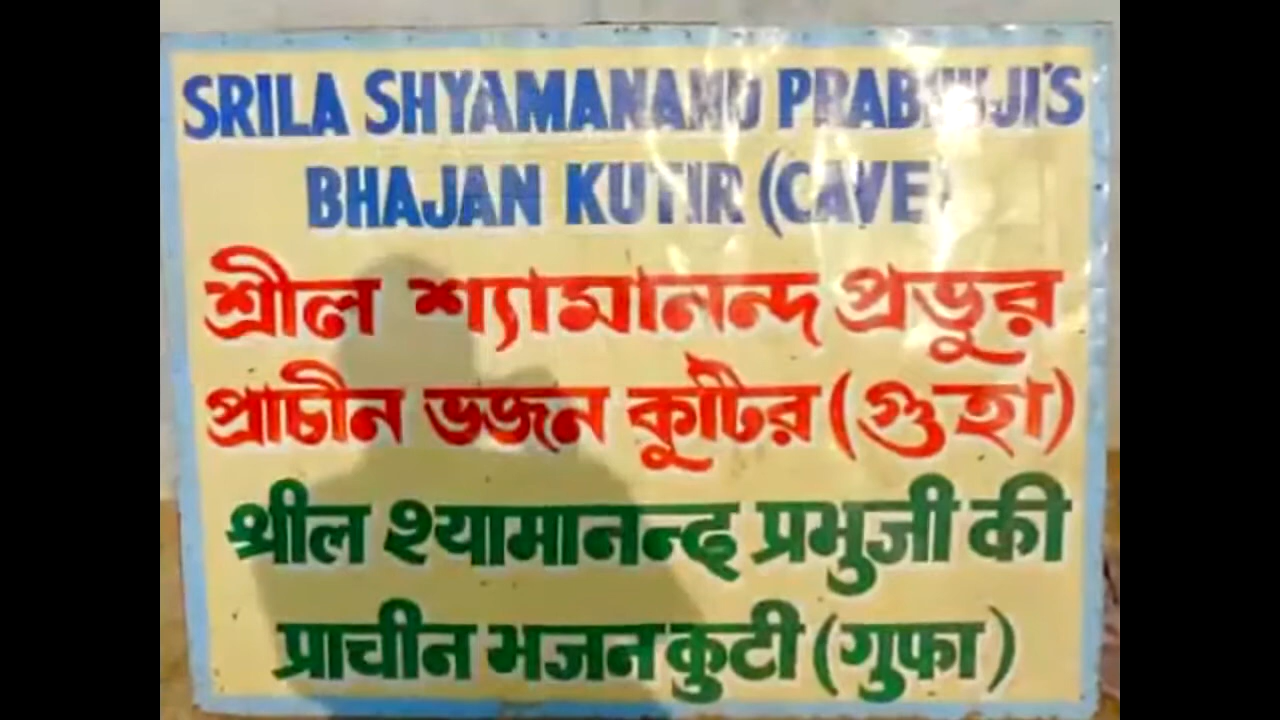 SRILA SHYAMANAND PRABHUJI'S
BHAJAN KUTIR (CAVE)
শ্রীল শ্যামানন্দ প্রভুর
প্রাচীন ভজন কুটির (গুহা)
श्रील श्यामानन्द प्रभुजी की
प्राचीन भजन कुटी (गुफा)